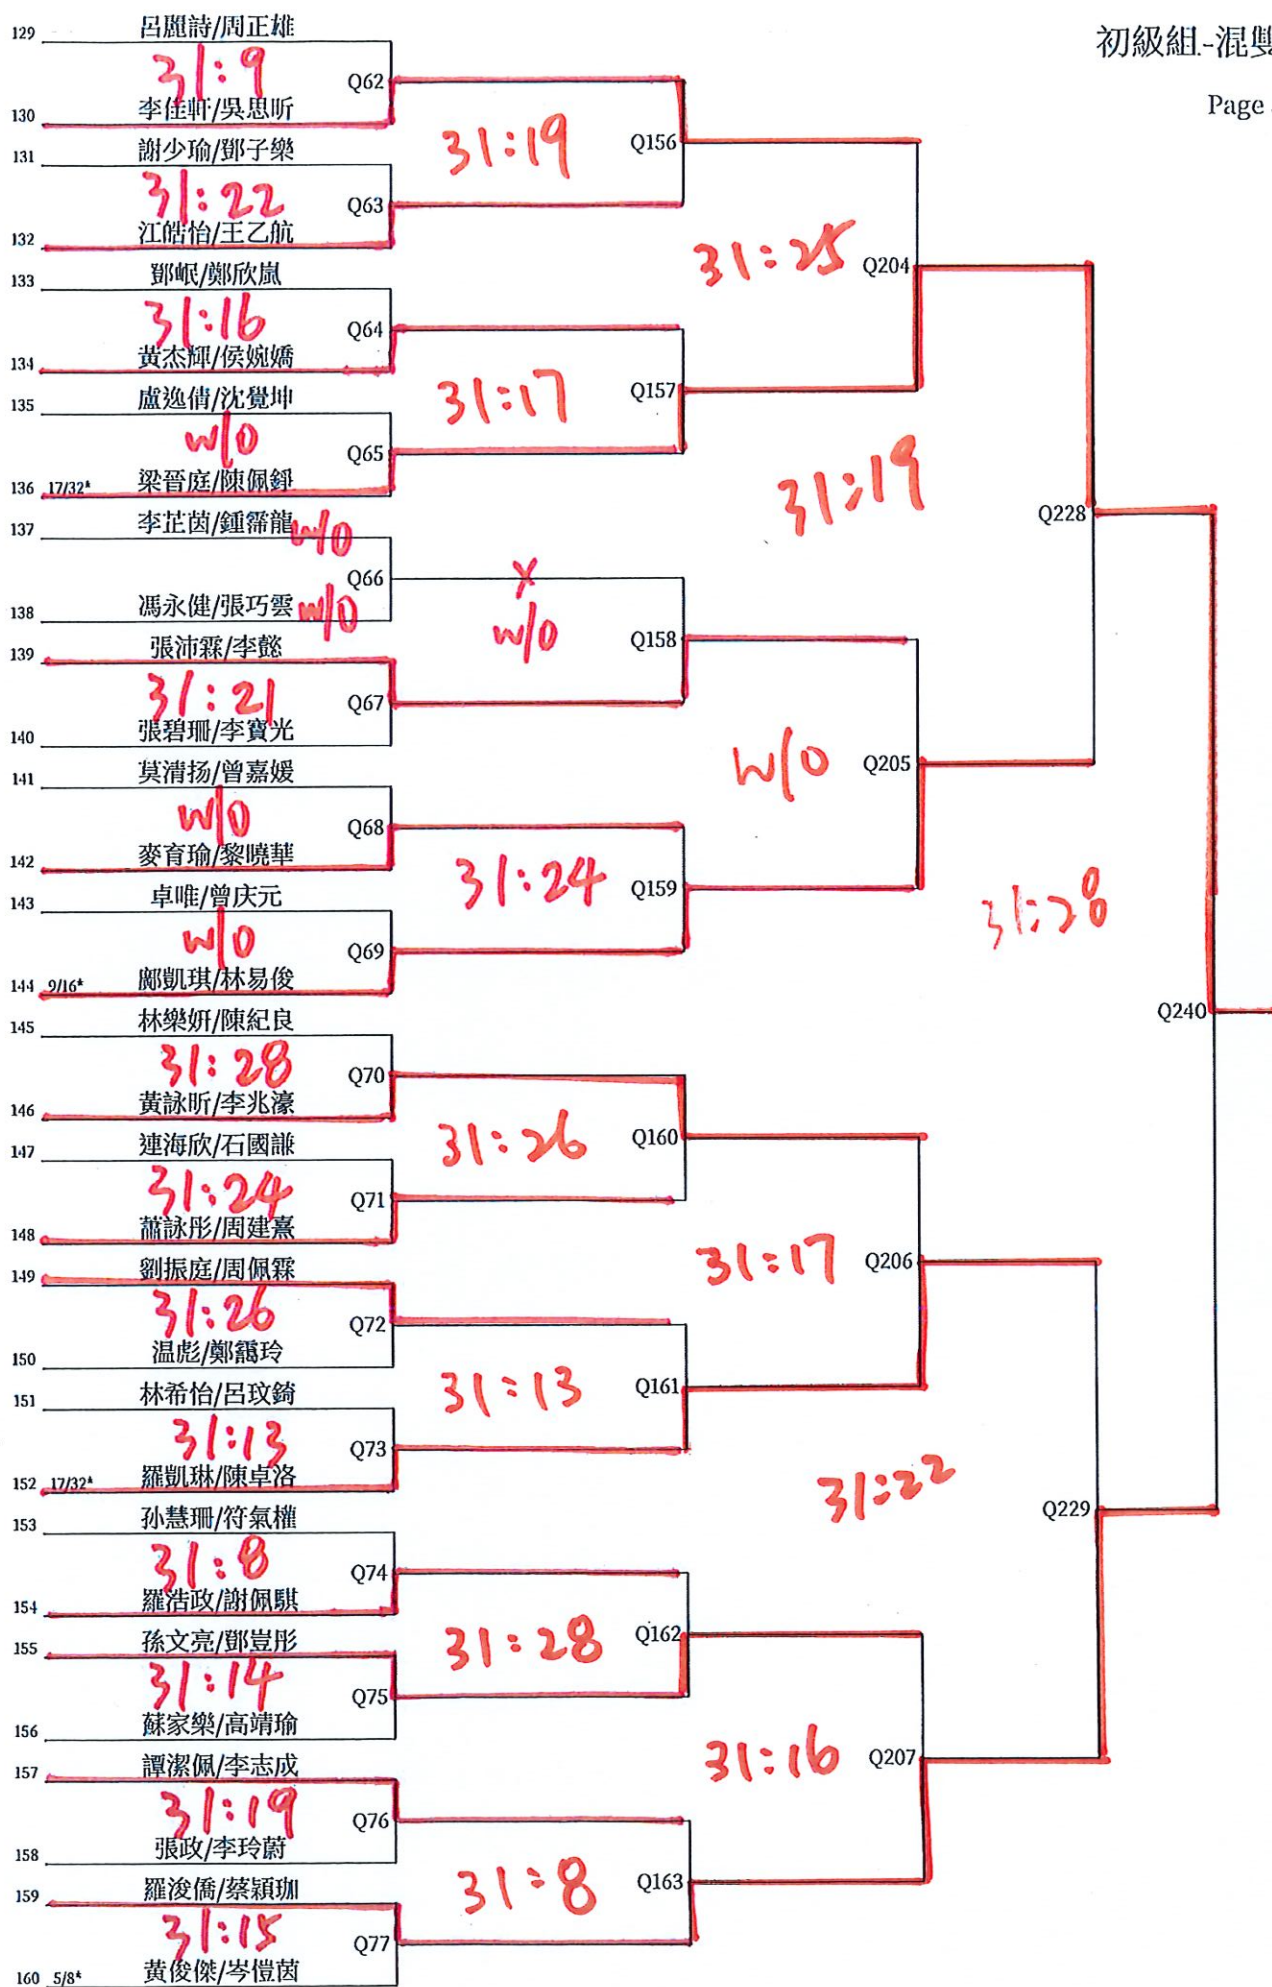 初級組-混雙
Page
129 呂麗詩/周正雄
31:9
Q62
130 李佳軒/吳思昕
31:19
Q156
131 謝少瑜/鄧子樂
31:22
Q63
132 江皓怡/王乙航
31:25
Q204
133 鄧岷/鄭欣嵐
31:16
Q64
134 黃杰輝/侯婉嬌
31:17
Q157
135 盧逸倩/沈覺坤
w/0
Q65
136 17/32* 梁晉庭/陳佩錚
31:19
Q228
137 李芷茵/鍾霈龍 w/0
Q66
x
w/0
138 馮永健/張巧雲 w/0
Q158
139 張沛霖/李懿
31:21
Q67
140 張碧珊/李寶光
w/0
Q205
141 莫清扬/曾嘉媛
w/0
Q68
142 麥育瑜/黎曉華
31:24
Q159
143 卓唯/曾庆元
w/0
Q69
144 9/16* 鄺凱琪/林易俊
31:28
Q240
145 林樂妍/陳紀良
31:28
Q70
146 黃詠昕/李兆濠
31:26
Q160
147 連海欣/石國謙
31:24
Q71
148 蕭詠彤/周建熹
31:17
Q206
149 劉振庭/周佩霖
31:26
Q72
150 温彪/鄭靄玲
31:13
Q161
151 林希怡/呂玟錡
31:13
Q73
152 17/32* 羅凱琳/陳卓洛
31:22
Q229
153 孙慧珊/符氣權
31:8
Q74
154 羅浩政/謝佩騏
31:28
Q162
155 孫文亮/鄧豈彤
31:14
Q75
156 蘇家樂/高靖瑜
31:16
Q207
157 譚潔佩/李志成
31:19
Q76
158 張政/李玲蔚
31:8
Q163
159 羅浚僑/蔡穎珈
31:15
Q77
160 5/8* 黃俊傑/岑愷茵